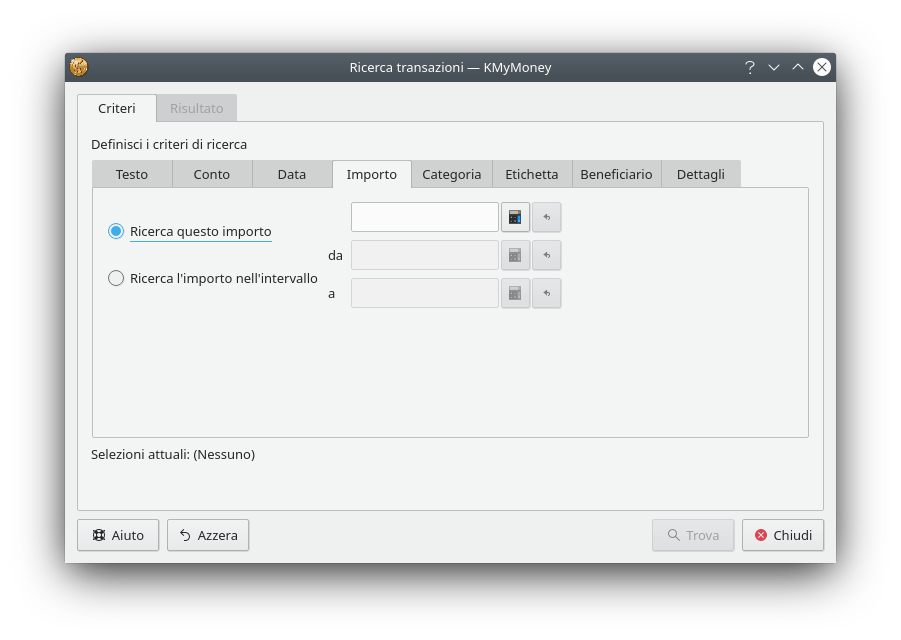 Ricerca transazioni — KMyMoney
Criteri Risultato
Definisci i criteri di ricerca
Testo Conto Data Importo Categoria Etichetta Beneficiario Dettagli
Ricerca questo importo
da
Ricerca l'importo nell'intervallo
a
Selezioni attuali: (Nessuno)
Aiuto Azzera Trova Chiudi